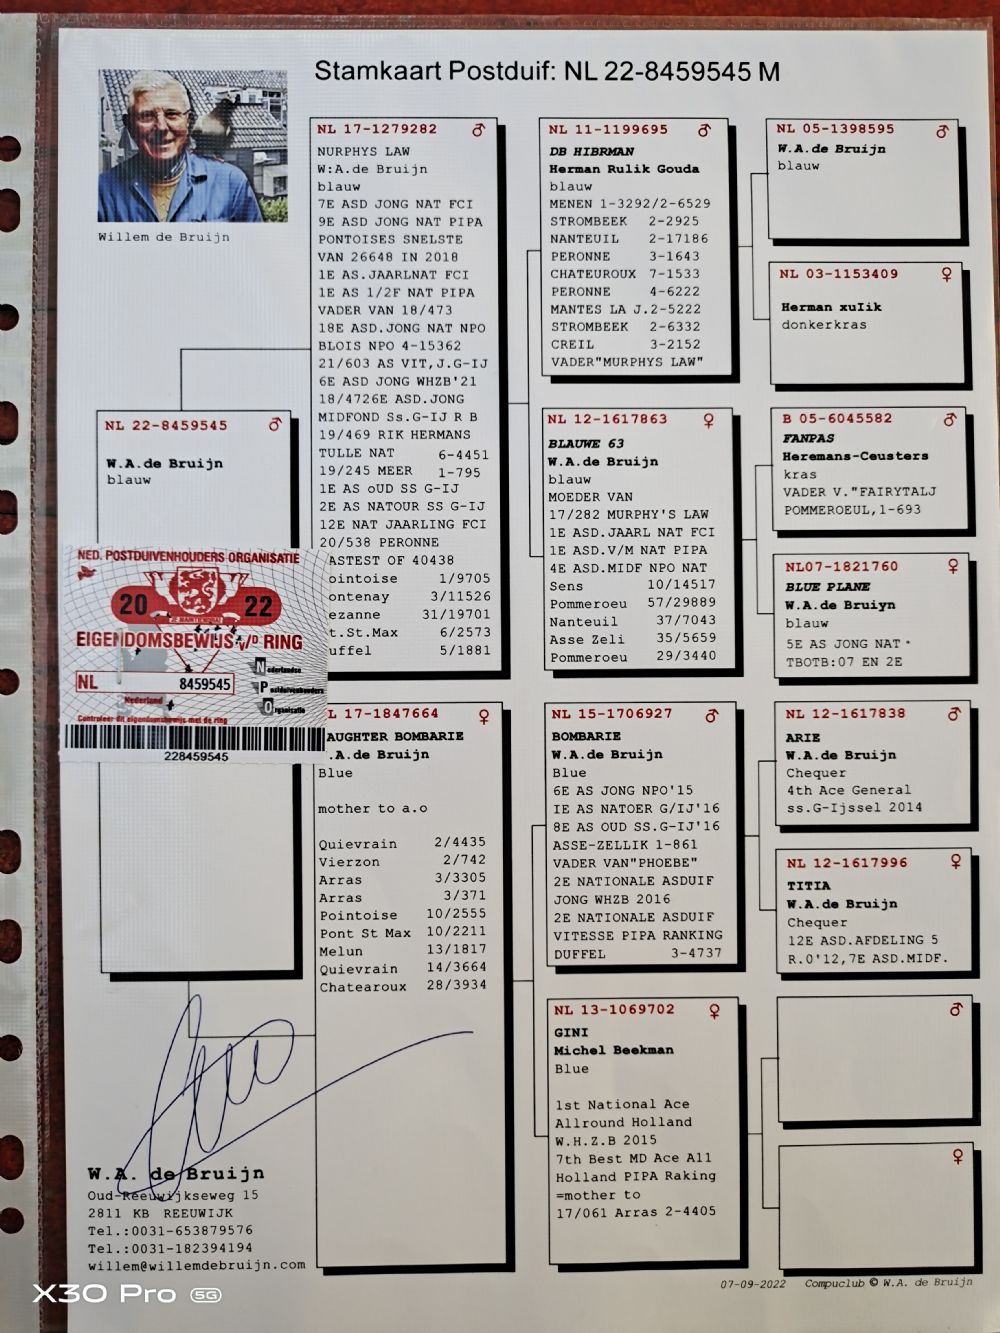 Stamkaart Postduif: NL 22-8459545 M
Willem de Bruijn
NL 22-8459545 ♂
W.A.de Bruijn
blauw
NED. POSTDUIVENHOUDERS ORGANISATIE
20 22
JE MAINTIENDRAI
EIGENDOMSBEWIJS V/D RING
NL 8459545
Nederland
Nederlandse
Postduivenhouders
Organisatie
Controleer dit eigendomsbewijs met de ring
228459545
NL 17-1279282 ♂
NURPHYS LAW
W:A.de Bruijn
blauw
7E ASD JONG NAT FCI
9E ASD JONG NAT PIPA
PONTOISES SNELSTE
VAN 26648 IN 2018
1E AS.JAARLNAT FCI
1E AS 1/2F NAT PIPA
VADER VAN 18/473
18E ASD.JONG NAT NPO
BLOIS NPO 4-15362
21/603 AS VIT,J.G-IJ
6E ASD JONG WHZB'21
18/4726E ASD.JONG
MIDFOND Ss.G-IJ R B
19/469 RIK HERMANS
TULLE NAT 6-4451
19/245 MEER 1-795
1E AS oUD SS G-IJ
2E AS NATOUR SS G-IJ
12E NAT JAARLING FCI
20/538 PERONNE
ASTEST OF 40438
ointoise 1/9705
ontenay 3/11526
ezanne 31/19701
t.St.Max 6/2573
uffel 5/1881
L 17-1847664 ♀
AUGHTER BOMBARIE
.A.de Bruijn
Blue
mother to a.o
Quievrain 2/4435
Vierzon 2/742
Arras 3/3305
Arras 3/371
Pointoise 10/2555
Pont St Max 10/2211
Melun 13/1817
Quievrain 14/3664
Chatearoux 28/3934
NL 11-1199695 ♂
DB HIBRMAN
Herman Rulik Gouda
blauw
MENEN 1-3292/2-6529
STROMBEEK 2-2925
NANTEUIL 2-17186
PERONNE 3-1643
CHATEUROUX 7-1533
PERONNE 4-6222
MANTES LA J.2-5222
STROMBEEK 2-6332
CREIL 3-2152
VADER"MURPHYS LAW"
NL 12-1617863 ♀
BLAUWE 63
W.A.de Bruijn
blauw
MOEDER VAN
17/282 MURPHY'S LAW
1E ASD.JAARL NAT FCI
1E ASD.V/M NAT PIPA
4E ASD.MIDF NPO NAT
Sens 10/14517
Pommeroeu 57/29889
Nanteuil 37/7043
Asse Zeli 35/5659
Pommeroeu 29/3440
NL 15-1706927 ♂
BOMBARIE
W.A.de Bruijn
Blue
6E AS JONG NPO'15
IE AS NATOER G/IJ'16
8E AS OUD SS.G-IJ'16
ASSE-ZELLIK 1-861
VADER VAN"PHOEBE"
2E NATIONALE ASDUIF
JONG WHZB 2016
2E NATIONALE ASDUIF
VITESSE PIPA RANKING
DUFFEL 3-4737
NL 13-1069702 ♀
GINI
Michel Beekman
Blue
1st National Ace
Allround Holland
W.H.Z.B 2015
7th Best MD Ace All
Holland PIPA Raking
=mother to
17/061 Arras 2-4405
NL 05-1398595 ♂
W.A.de Bruijn
blauw
NL 03-1153409 ♀
Herman xuIik
donkerkras
B 05-6045582 ♂
FANPAS
Heremans-Ceusters
kras
VADER V."FAIRYTALJ
POMMEROEUL,1-693
NL07-1821760 ♀
BLUE PLANE
W.A.de Bruiyn
blauw
5E AS JONG NAT
TBOTB:07 EN 2E
NL 12-1617838 ♂
ARIE
W.A.de Bruijn
Chequer
4th Ace General
ss.G-Ijssel 2014
NL 12-1617996 ♀
TITIA
W.A.de Bruijn
Chequer
12E ASD.AFDELING 5
R.0'12,7E ASD.MIDF.
♂
♀
W.A. de Bruijn
Oud-Reeuwijkseweg 15
2811 KB REEUWIJK
Tel.:0031-653879576
Tel.:0031-182394194
willem@willemdebruijn.com
07-09-2022 Compuclub © W.A. de Bruijn
X30 Pro 5G